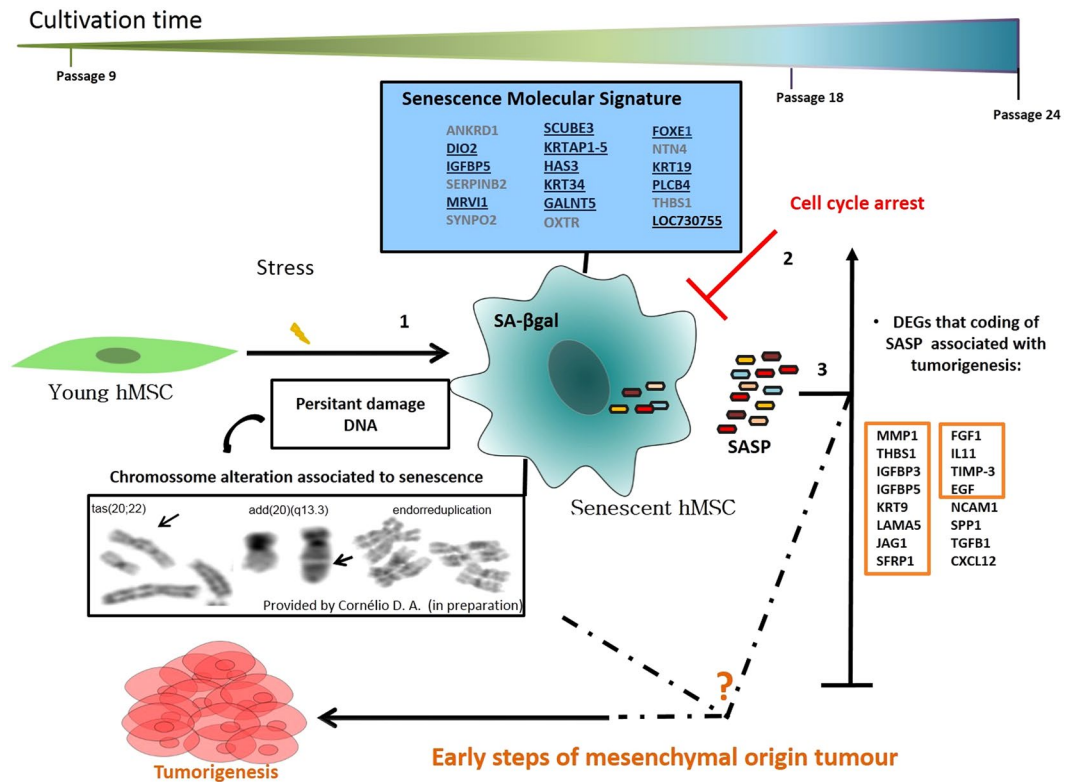 Cultivation time
Passage 9
Passage 18
Passage 24
Senescence Molecular Signature
ANKRD1
DIO2
IGFBP5
SERPINB2
MRVI1
SYNPO2
SCUBE3
KRTAP1-5
HAS3
KRT34
GALNT5
OXTR
FOXE1
NTN4
KRT19
PLCB4
THBS1
LOC730755
Cell cycle arrest
2
Stress
1
SA-βgal
Young hMSC
Persitant damage
DNA
3
SASP
Senescent hMSC
• DEGs that coding of
SASP associated with
tumorigenesis:
MMP1
THBS1
IGFBP3
IGFBP5
KRT9
LAMA5
JAG1
SFRP1
FGF1
IL11
TIMP-3
EGF
NCAM1
SPP1
TGFB1
CXCL12
Chromossome alteration associated to senescence
tas(20;22)
add(20)(q13.3)
endorreduplication
Provided by Cornélio D. A. (in preparation)
?
Tumorigenesis
Early steps of mesenchymal origin tumour